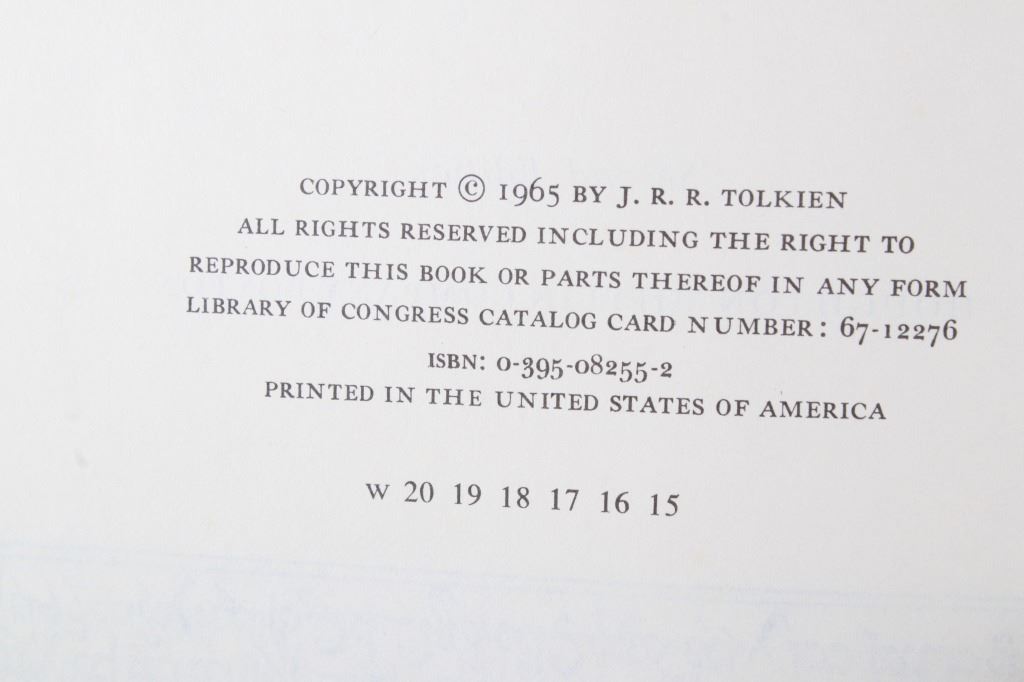 COPYRIGHT © 1965 BY J. R. R. TOLKIEN
ALL RIGHTS RESERVED INCLUDING THE RIGHT TO
REPRODUCE THIS BOOK OR PARTS THEREOF IN ANY FORM
LIBRARY OF CONGRESS CATALOG CARD NUMBER: 67-12276
ISBN: 0-395-08255-2
PRINTED IN THE UNITED STATES OF AMERICA
W 20 19 18 17 16 15